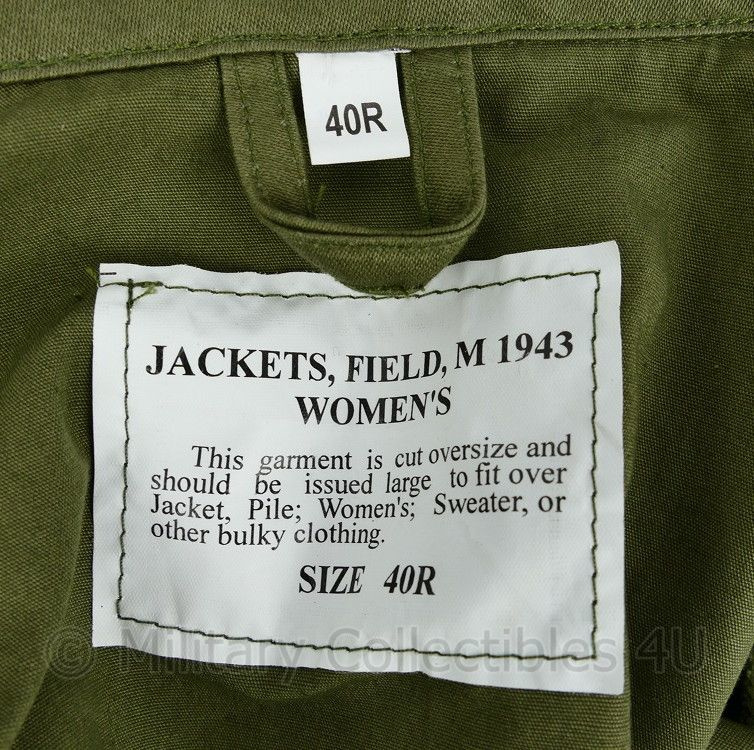 40R
JACKETS, FIELD, M 1943
WOMEN'S
This garment is cut oversize and
should be issued large to fit over
Jacket, Pile; Women's; Sweater, or
other bulky clothing.
SIZE 40R
© Military Collectibles 4U